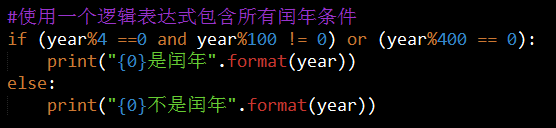 #使用一个逻辑表达式包含所有闰年条件
if (year%4 ==0 and year%100 != 0) or (year%400 == 0):
    print("{0}是闰年".format(year))
else:
    print("{0}不是闰年".format(year))